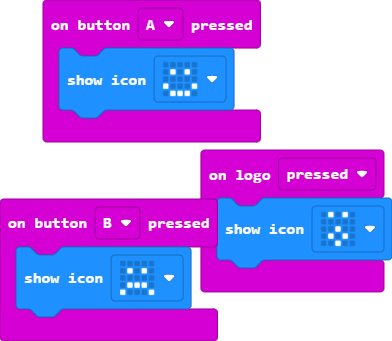 on button A pressed
show icon
on logo pressed
on button B pressed
show icon
show icon